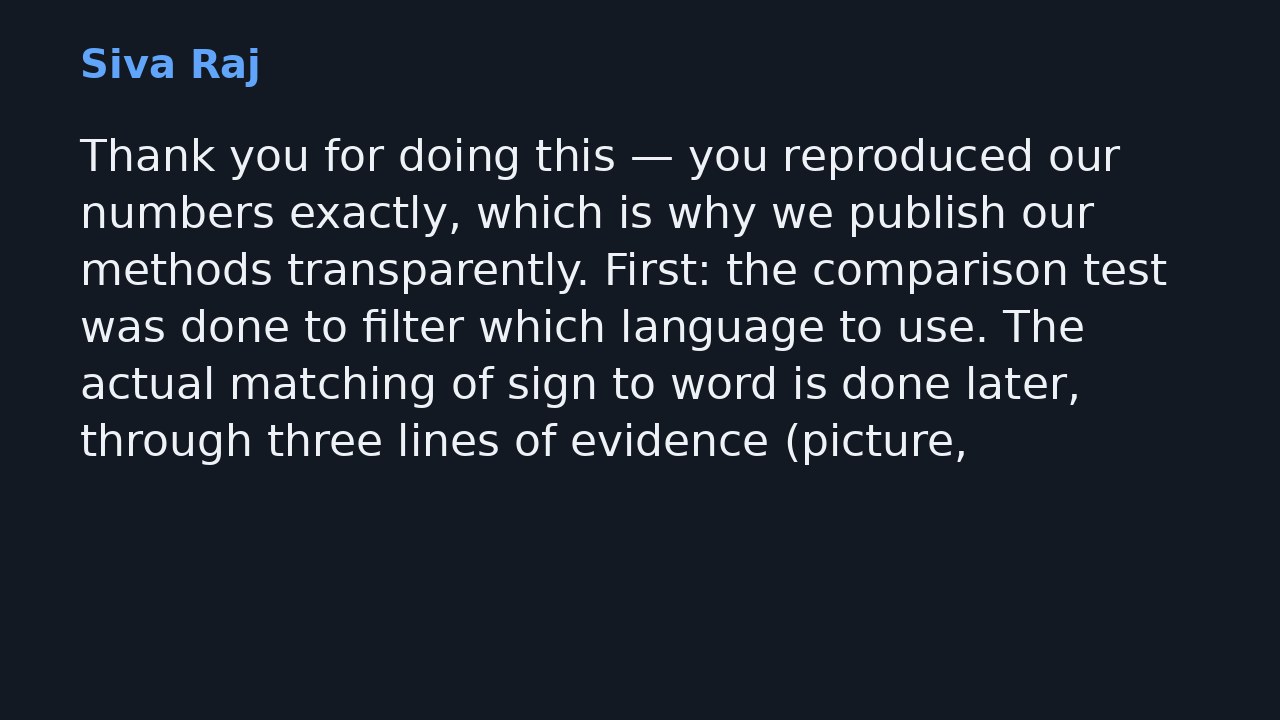 Siva Raj
Thank you for doing this — you reproduced our
numbers exactly, which is why we publish our
methods transparently. First: the comparison test
was done to filter which language to use. The
actual matching of sign to word is done later,
through three lines of evidence (picture,